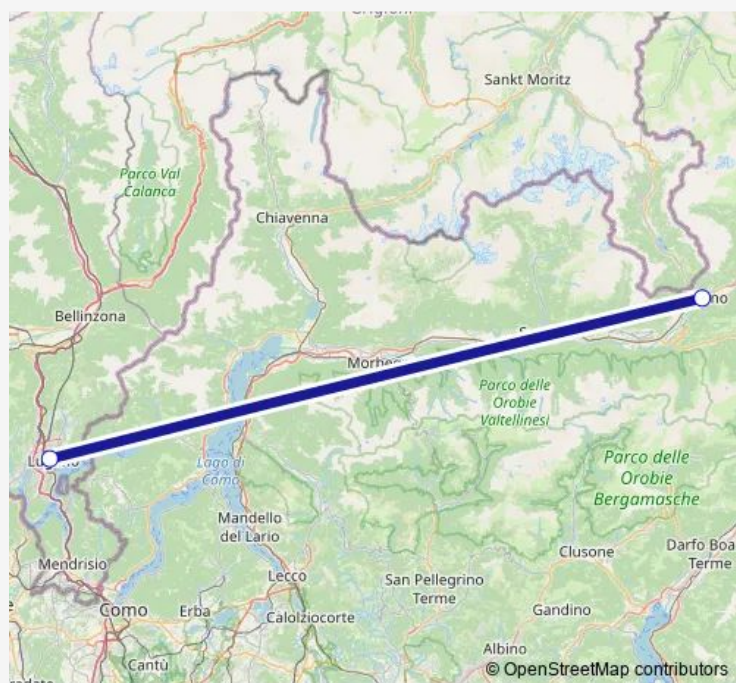 Grigioni
Sankt Moritz
Parco Val
Calanca
Chiavenna
Bellinzona
Parco delle
Orobie
Valtellinesi
Lago di
Como
Parco delle
Orobie
Bergamasche
Mandello
del Lario
Mendrisio
Lecco
Clusone
Darfo Boa
Terme
San Pellegrino
Terme
Como
Erba
Calolziocorte
Gandino
Cantù
Albino
© OpenStreetMap contributors